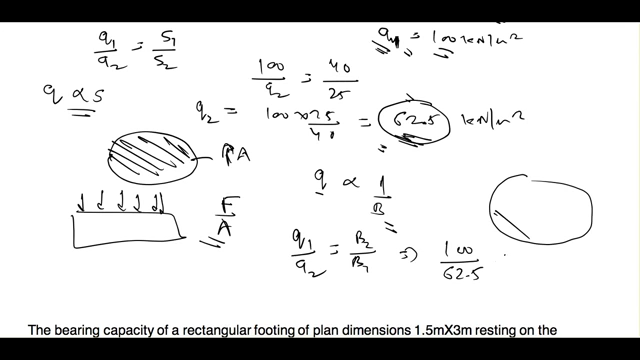 q1/q2 = S1/S2
= 100 kN/m²
q ∝ S
100/q2 = 40/25
q2 = 100×25/40 = 62.5 kN/m²
A
F/A
q ∝ 1/B
q1/q2 = B2/B1 ⇒ 100/62.5
The bearing capacity of a rectangular footing of plan dimensions 1.5mX3m resting on the